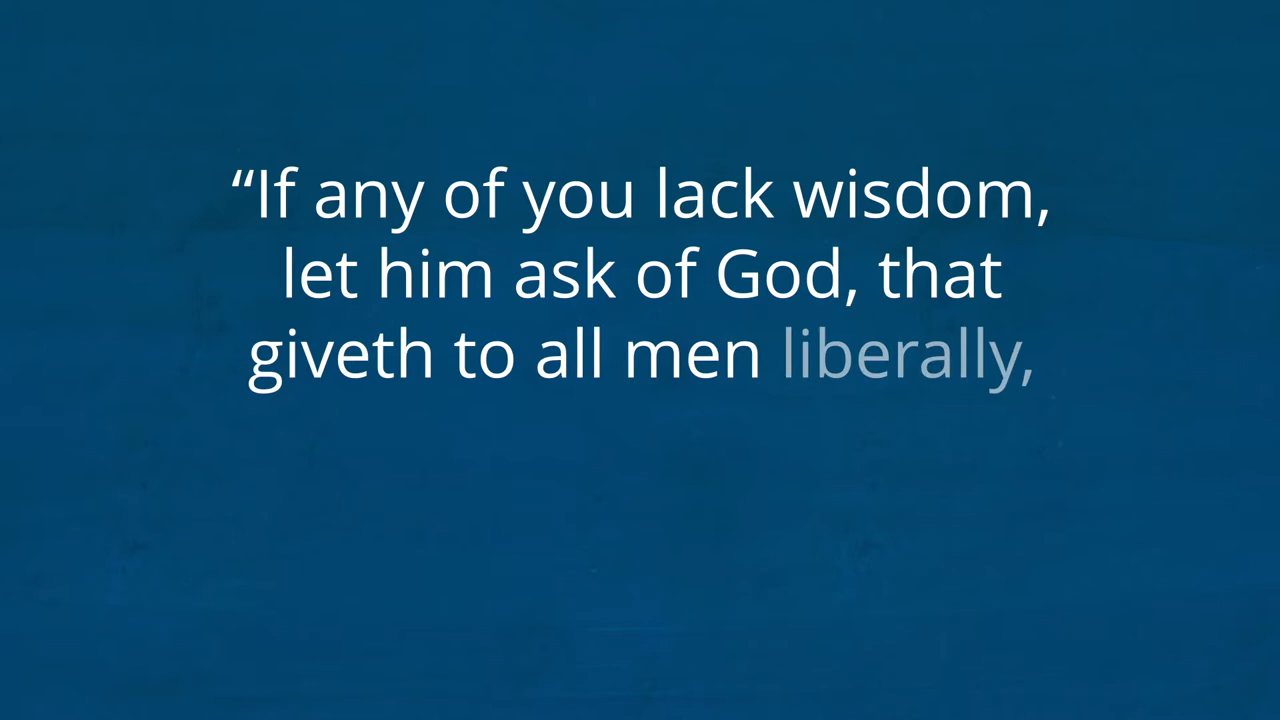 “If any of you lack wisdom,
let him ask of God, that
giveth to all men liberally,